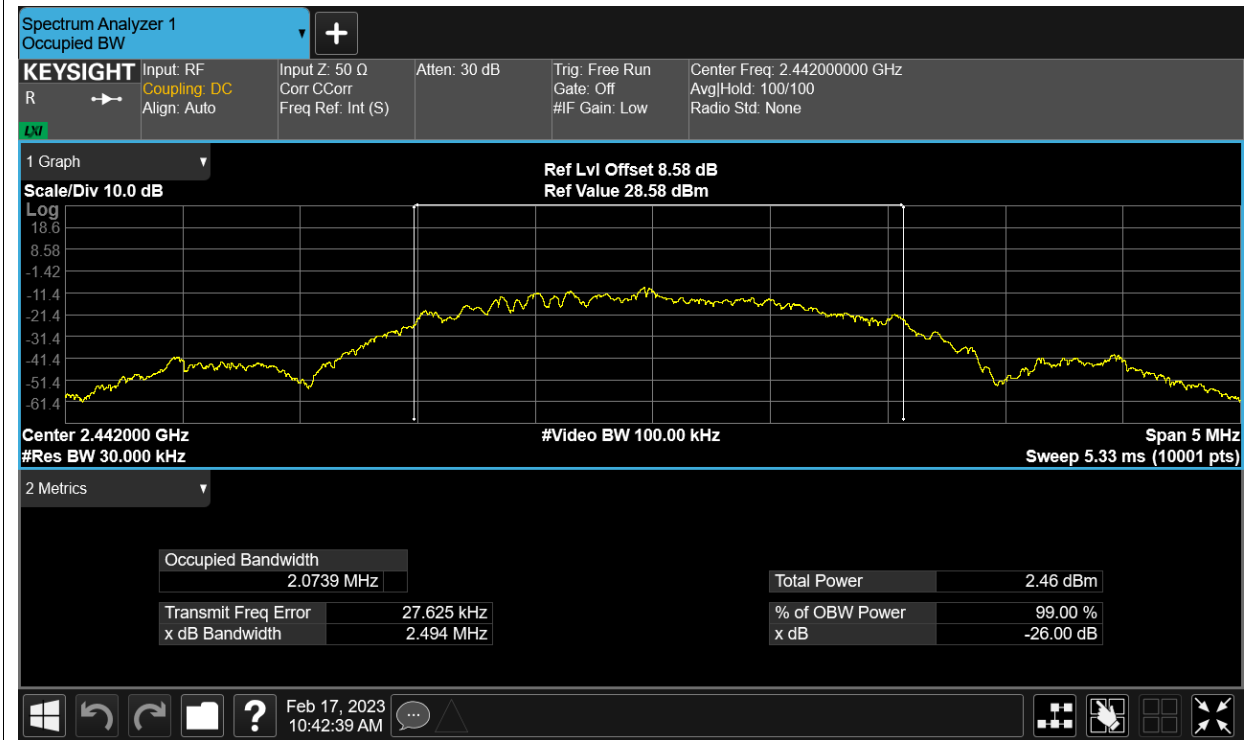 Spectrum Analyzer 1
Occupied BW
KEYSIGHT
R
LXI
Input: RF
Coupling: DC
Align: Auto
Input Z: 50 Ω
Corr CCorr
Freq Ref: Int (S)
Atten: 30 dB
Trig: Free Run
Gate: Off
#IF Gain: Low
Center Freq: 2.442000000 GHz
Avg|Hold: 100/100
Radio Std: None
1 Graph
Scale/Div 10.0 dB
Ref Lvl Offset 8.58 dB
Ref Value 28.58 dBm
Log
18.6
8.58
-1.42
-11.4
-21.4
-31.4
-41.4
-51.4
-61.4
Center 2.442000 GHz
#Video BW 100.00 kHz
Span 5 MHz
#Res BW 30.000 kHz
Sweep 5.33 ms (10001 pts)
2 Metrics
Occupied Bandwidth
2.0739 MHz
Total Power 2.46 dBm
Transmit Freq Error 27.625 kHz
% of OBW Power 99.00 %
x dB Bandwidth 2.494 MHz
x dB -26.00 dB
?
Feb 17, 2023
10:42:39 AM